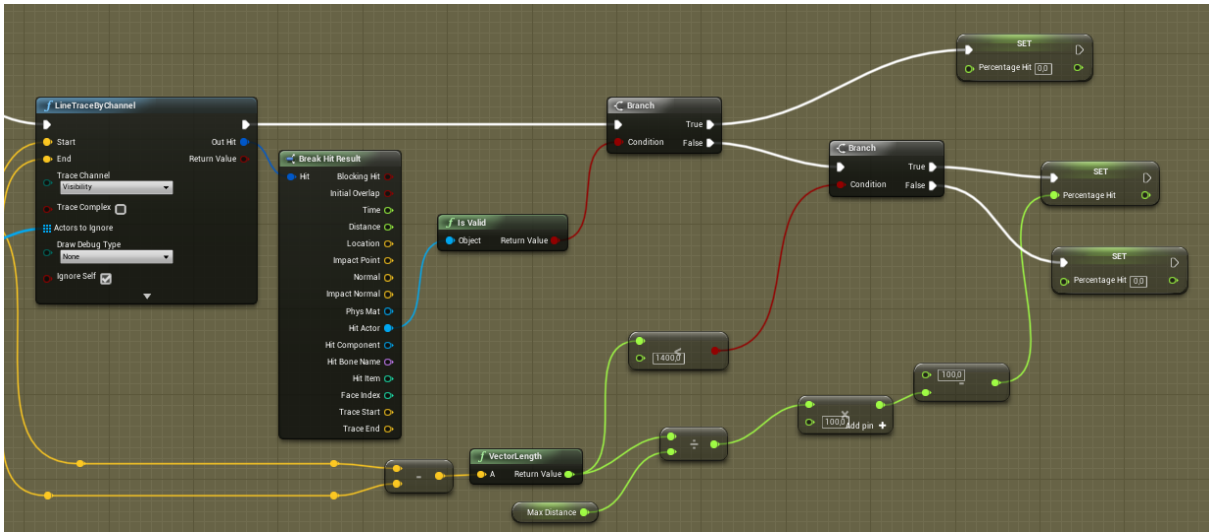 LineTraceByChannel
Start
Out Hit
End
Return Value
Trace Channel
Visibility
Trace Complex
Actors to Ignore
Draw Debug Type
None
Ignore Self
Break Hit Result
Hit
Blocking Hit
Initial Overlap
Time
Distance
Location
Impact Point
Normal
Impact Normal
Phys Mat
Hit Actor
Hit Component
Hit Bone Name
Hit Item
Face Index
Trace Start
Trace End
Is Valid
Object
Return Value
Branch
True
Condition
False
Branch
True
Condition
False
SET
Percentage Hit 0,0
SET
Percentage Hit
SET
Percentage Hit 0,0
<
1400,0
100,0
-
×
100,0
Add pin +
÷
-
VectorLength
A
Return Value
Max Distance